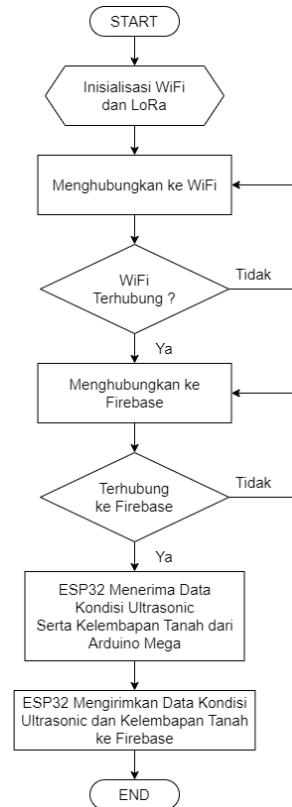 START
Inisialisasi WiFi
dan LoRa
Menghubungkan ke WiFi
WiFi
Terhubung ?
Tidak
Ya
Menghubungkan ke
Firebase
Terhubung
ke Firebase
Tidak
Ya
ESP32 Menerima Data
Kondisi Ultrasonic
Serta Kelembapan Tanah dari
Arduino Mega
ESP32 Mengirimkan Data Kondisi
Ultrasonic dan Kelembapan Tanah
ke Firebase
END